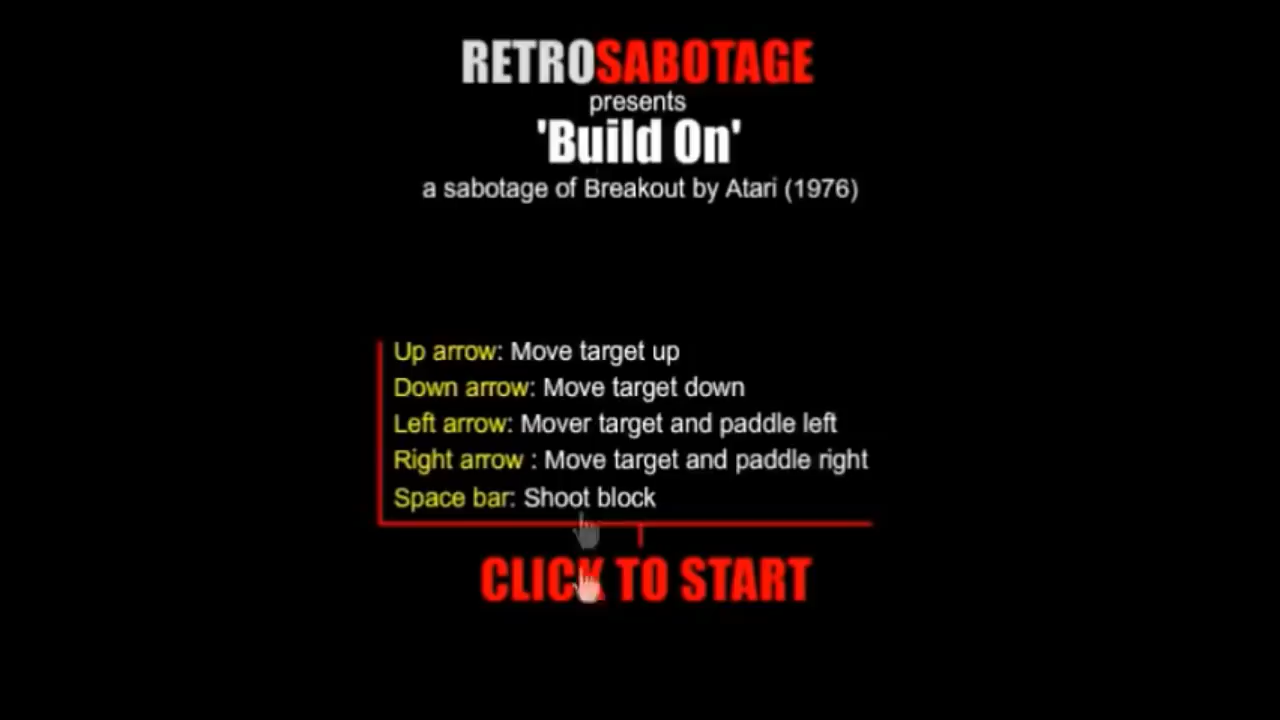 RETROSABOTAGE
presents
'Build On'
a sabotage of Breakout by Atari (1976)
Up arrow: Move target up
Down arrow: Move target down
Left arrow: Mover target and paddle left
Right arrow : Move target and paddle right
Space bar: Shoot block
CLICK TO START